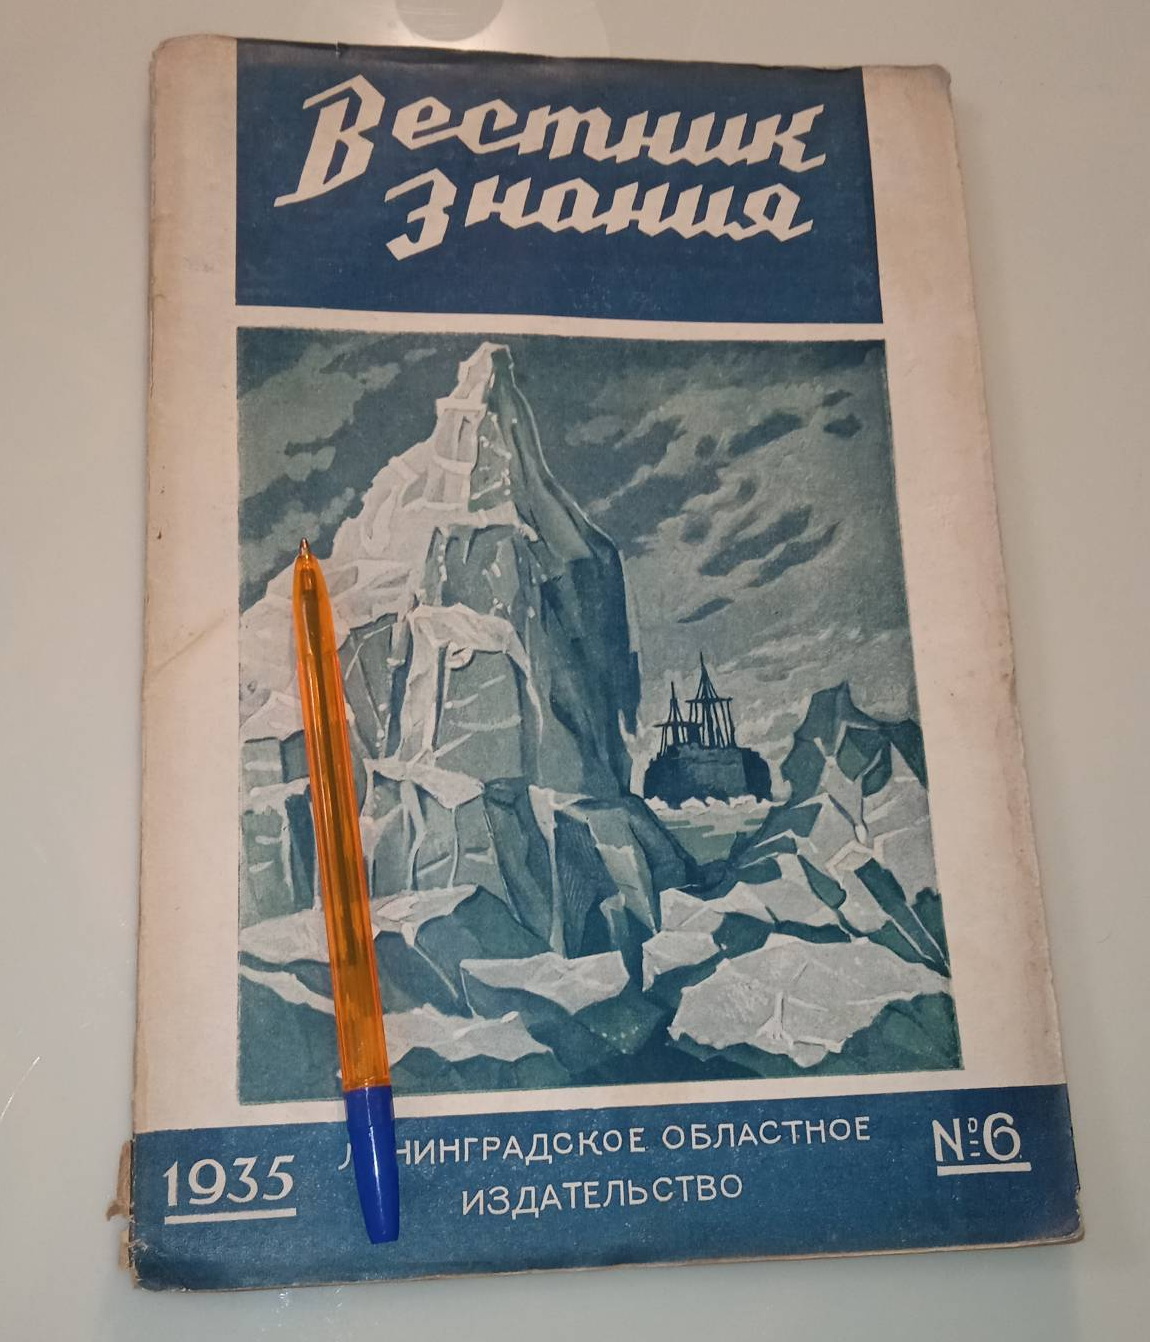 Вестник
Знания
1935
ЛЕНИНГРАДСКОЕ ОБЛАСТНОЕ
ИЗДАТЕЛЬСТВО
№6